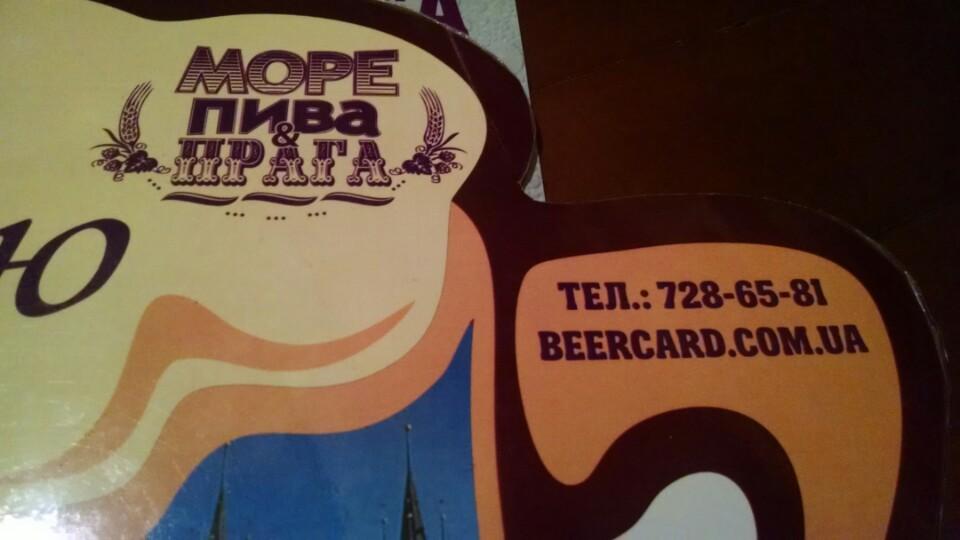 МОРЕ
ПИВА
&
ПРАГА
Ю
ТЕЛ.: 728-65-81
BEERCARD.COM.UA